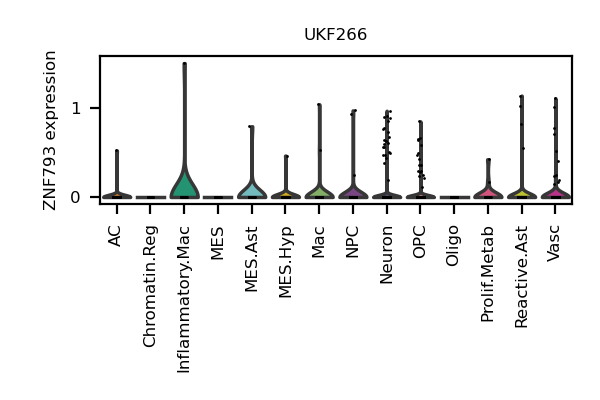 UKF266
ZNF793 expression
1
0
AC
Chromatin.Reg
Inflammatory.Mac
MES
MES.Ast
MES.Hyp
Mac
NPC
Neuron
OPC
Oligo
Prolif.Metab
Reactive.Ast
Vasc